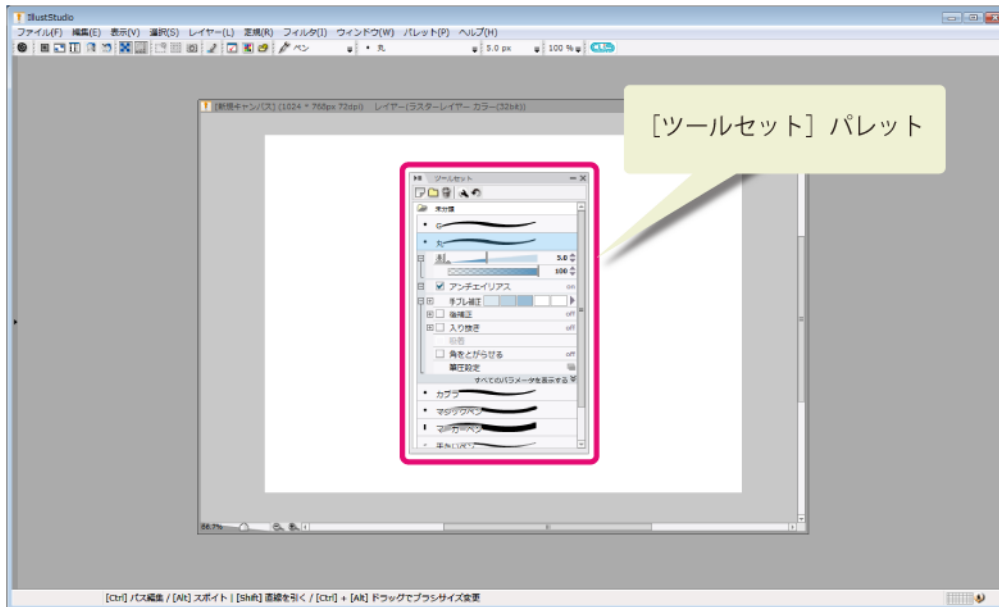 IllustStudio
ファイル(F) 編集(E) 表示(V) 選択(S) レイヤー(L) 定規(R) フィルタ(I) ウィンドウ(W) パレット(P) ヘルプ(H)
ペン 丸 5.0 px 100 %
[新規キャンバス] (1024 * 768px 72dpi) レイヤー(ラスターレイヤー カラー(32bit))
［ツールセット］パレット
ツールセット
未分類
G
丸
5.0
100
アンチエイリアス on
手ブレ補正
後補正 off
入り抜き off
吸着
角をとがらせる off
筆圧設定
すべてのパラメータを表示する
カブラ
マジックペン
マーカーペン
66.7%
[Ctrl] パス編集 / [Alt] スポイト | [Shift] 直線を引く / [Ctrl] + [Alt] ドラッグでブラシサイズ変更